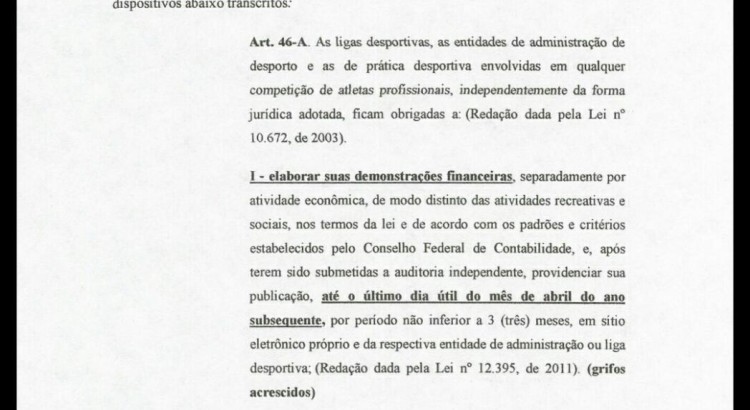 dispositivos abaixo transcritos:
Art. 46-A. As ligas desportivas, as entidades de administração de
desporto e as de prática desportiva envolvidas em qualquer
competição de atletas profissionais, independentemente da forma
jurídica adotada, ficam obrigadas a: (Redação dada pela Lei nº
10.672, de 2003).
I - elaborar suas demonstrações financeiras, separadamente por
atividade econômica, de modo distinto das atividades recreativas e
sociais, nos termos da lei e de acordo com os padrões e critérios
estabelecidos pelo Conselho Federal de Contabilidade, e, após
terem sido submetidas a auditoria independente, providenciar sua
publicação, até o último dia útil do mês de abril do ano
subsequente, por período não inferior a 3 (três) meses, em sítio
eletrônico próprio e da respectiva entidade de administração ou liga
desportiva; (Redação dada pela Lei nº 12.395, de 2011). (grifos
acrescidos)